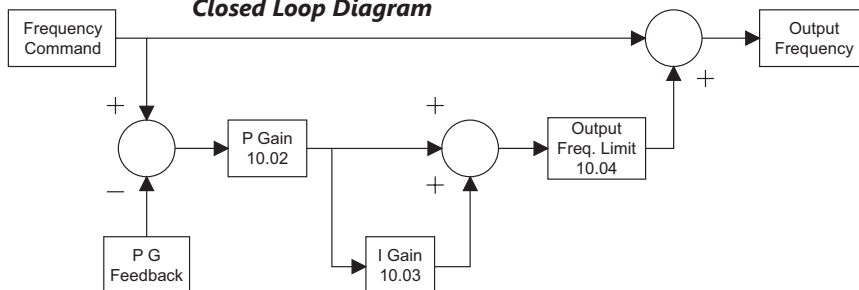 Closed Loop Diagram
Frequency
Command
Output
Frequency
+
+
+
P Gain
10.02
Output
Freq. Limit
10.04
−
+
P G
Feedback
I Gain
10.03